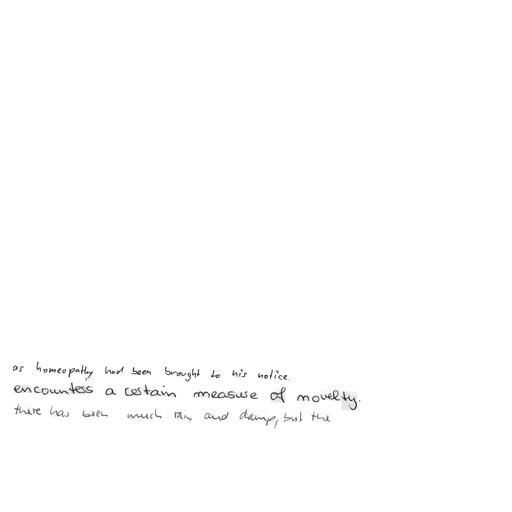 as homeopathy had been brought to his notice.
encounters a certain measure of novelty.
there has been much rain and damp, but the